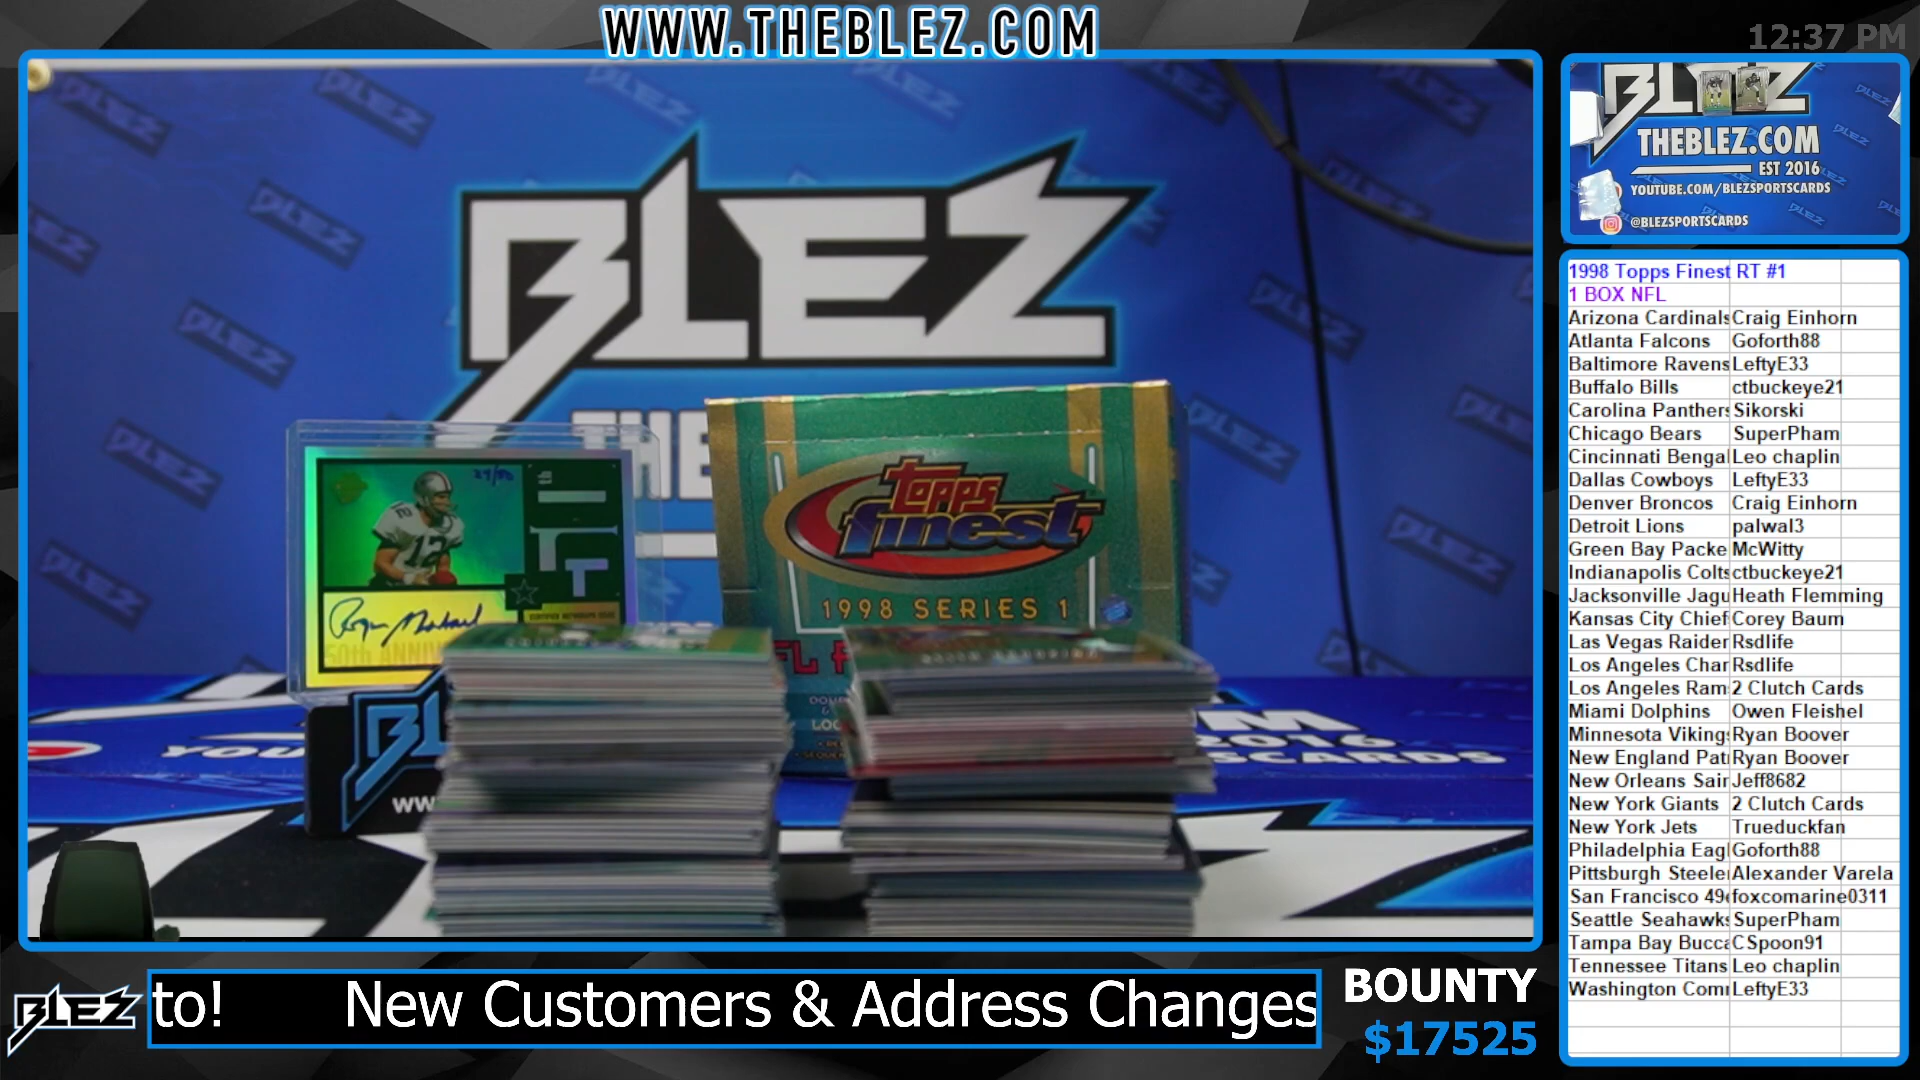 WWW.THEBLEZ.COM
12:37 PM
BLEZ
BLEZ
THEBLEZ.COM
EST 2016
YOUTUBE.COM/BLEZSPORTSCARDS
@BLEZSPORTSCARDS
Topps
finest
1998 SERIES 1
12
29/50
Roger Staubach
1998 Topps Finest RT #1
1 BOX NFL
Arizona Cardinals Craig Einhorn
Atlanta Falcons Goforth88
Baltimore Ravens LeftyE33
Buffalo Bills ctbuckeye21
Carolina Panthers Sikorski
Chicago Bears SuperPham
Cincinnati Bengal Leo chaplin
Dallas Cowboys LeftyE33
Denver Broncos Craig Einhorn
Detroit Lions palwal3
Green Bay Packe McWitty
Indianapolis Colts ctbuckeye21
Jacksonville Jagu Heath Flemming
Kansas City Chief Corey Baum
Las Vegas Raider Rsdlife
Los Angeles Char Rsdlife
Los Angeles Ram 2 Clutch Cards
Miami Dolphins Owen Fleishel
Minnesota Viking Ryan Boover
New England Pat Ryan Boover
New Orleans Sain Jeff8682
New York Giants 2 Clutch Cards
New York Jets Trueduckfan
Philadelphia Eagl Goforth88
Pittsburgh Steele Alexander Varela
San Francisco 49 foxcomarine0311
Seattle Seahawks SuperPham
Tampa Bay Bucca CSpoon91
Tennessee Titans Leo chaplin
Washington Com LeftyE33
BLEZ
to! New Customers & Address Changes
BOUNTY
$17525